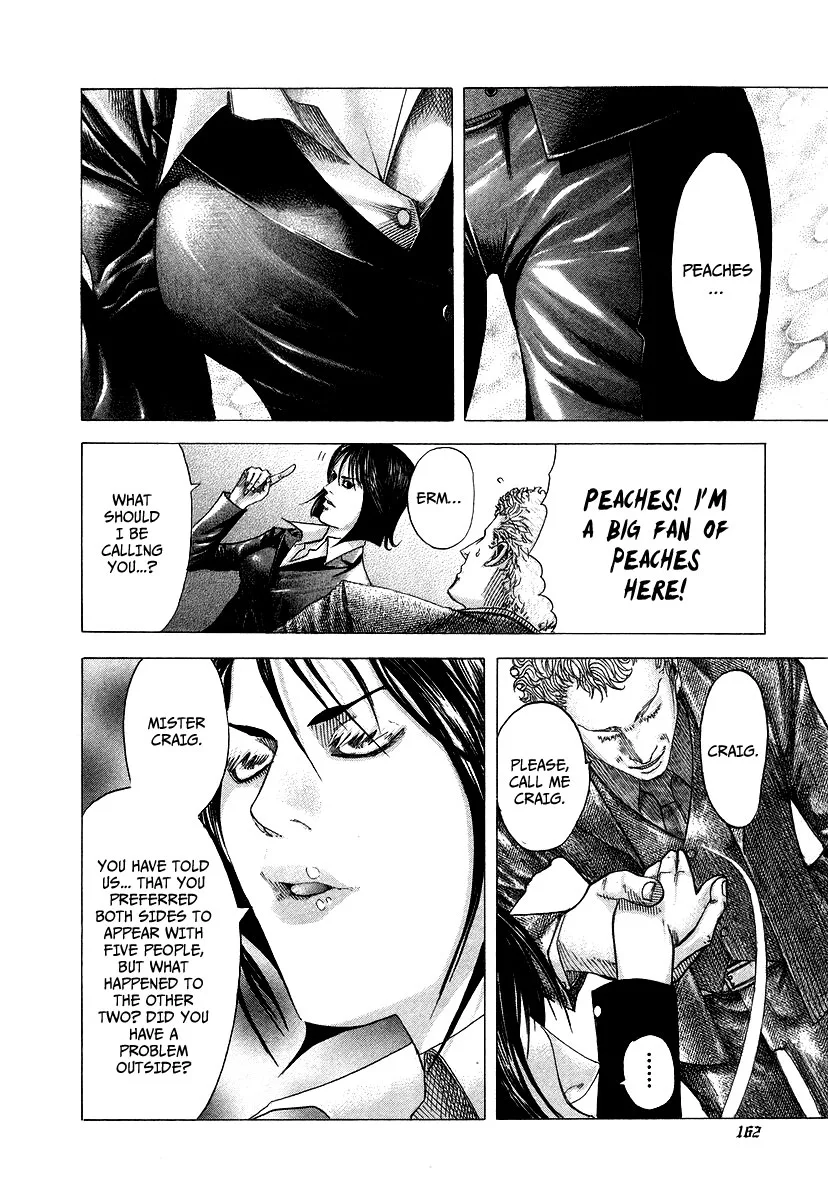 PEACHES
...
PEACHES! I'M
A BIG FAN OF
PEACHES
HERE!
ERM...
WHAT
SHOULD
I BE
CALLING
YOU...?
CRAIG.
PLEASE,
CALL ME
CRAIG.
......
MISTER
CRAIG.
YOU HAVE TOLD
US... THAT YOU
PREFERRED
BOTH SIDES TO
APPEAR WITH
FIVE PEOPLE,
BUT WHAT
HAPPENED TO
THE OTHER
TWO? DID YOU
HAVE A
PROBLEM
OUTSIDE?
162